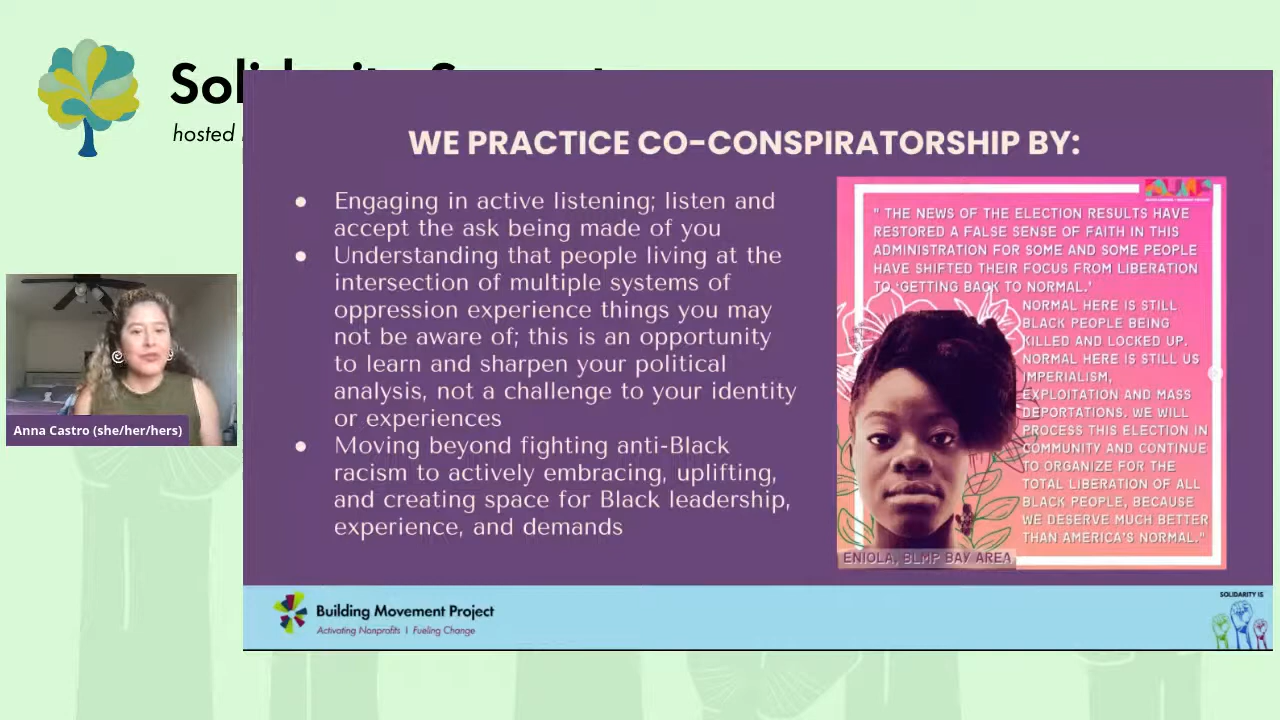 Sol
hosted
WE PRACTICE CO-CONSPIRATORSHIP BY:
● Engaging in active listening; listen and
accept the ask being made of you
● Understanding that people living at the
intersection of multiple systems of
oppression experience things you may
not be aware of; this is an opportunity
to learn and sharpen your political
analysis, not a challenge to your identity
or experiences
● Moving beyond fighting anti-Black
racism to actively embracing, uplifting,
and creating space for Black leadership,
experience, and demands
" THE NEWS OF THE ELECTION RESULTS HAVE
RESTORED A FALSE SENSE OF FAITH IN THIS
ADMINISTRATION FOR SOME AND SOME PEOPLE
HAVE SHIFTED THEIR FOCUS FROM LIBERATION
TO 'GETTING BACK TO NORMAL.'
NORMAL HERE IS STILL
BLACK PEOPLE BEING
KILLED AND LOCKED UP.
NORMAL HERE IS STILL US
IMPERIALISM,
EXPLOITATION AND MASS
DEPORTATIONS. WE WILL
PROCESS THIS ELECTION IN
COMMUNITY AND CONTINUE
TO ORGANIZE FOR THE
TOTAL LIBERATION OF ALL
BLACK PEOPLE, BECAUSE
WE DESERVE MUCH BETTER
THAN AMERICA'S NORMAL."
ENIOLA, BLMP BAY AREA
Anna Castro (she/her/hers)
Building Movement Project
Activating Nonprofits | Fueling Change
SOLIDARITY IS